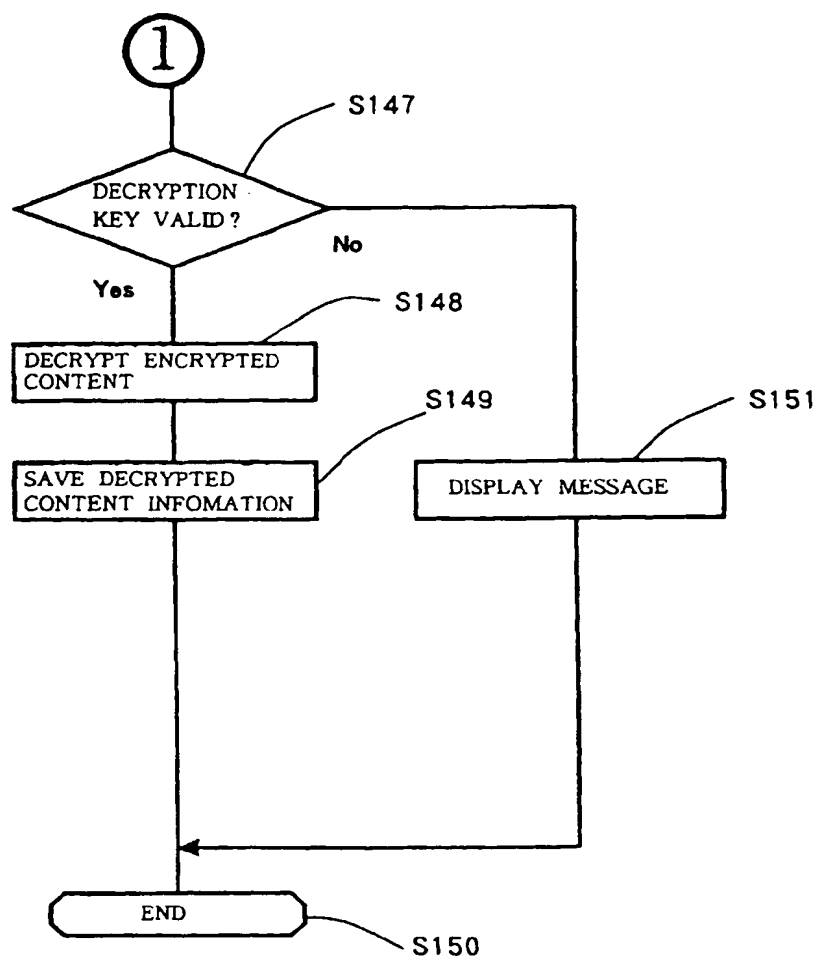 1
S147
DECRYPTION
KEY VALID?
No
Yes
S148
DECRYPT ENCRYPTED
CONTENT
S149
S151
SAVE DECRYPTED
CONTENT INFOMATION
DISPLAY MESSAGE
END
S150